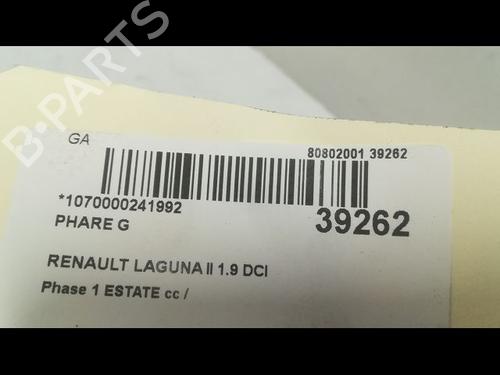 B-PARTS
GA
80802001 39262
*1070000241992
39262
PHARE G
RENAULT LAGUNA II 1.9 DCI
Phase 1 ESTATE cc /